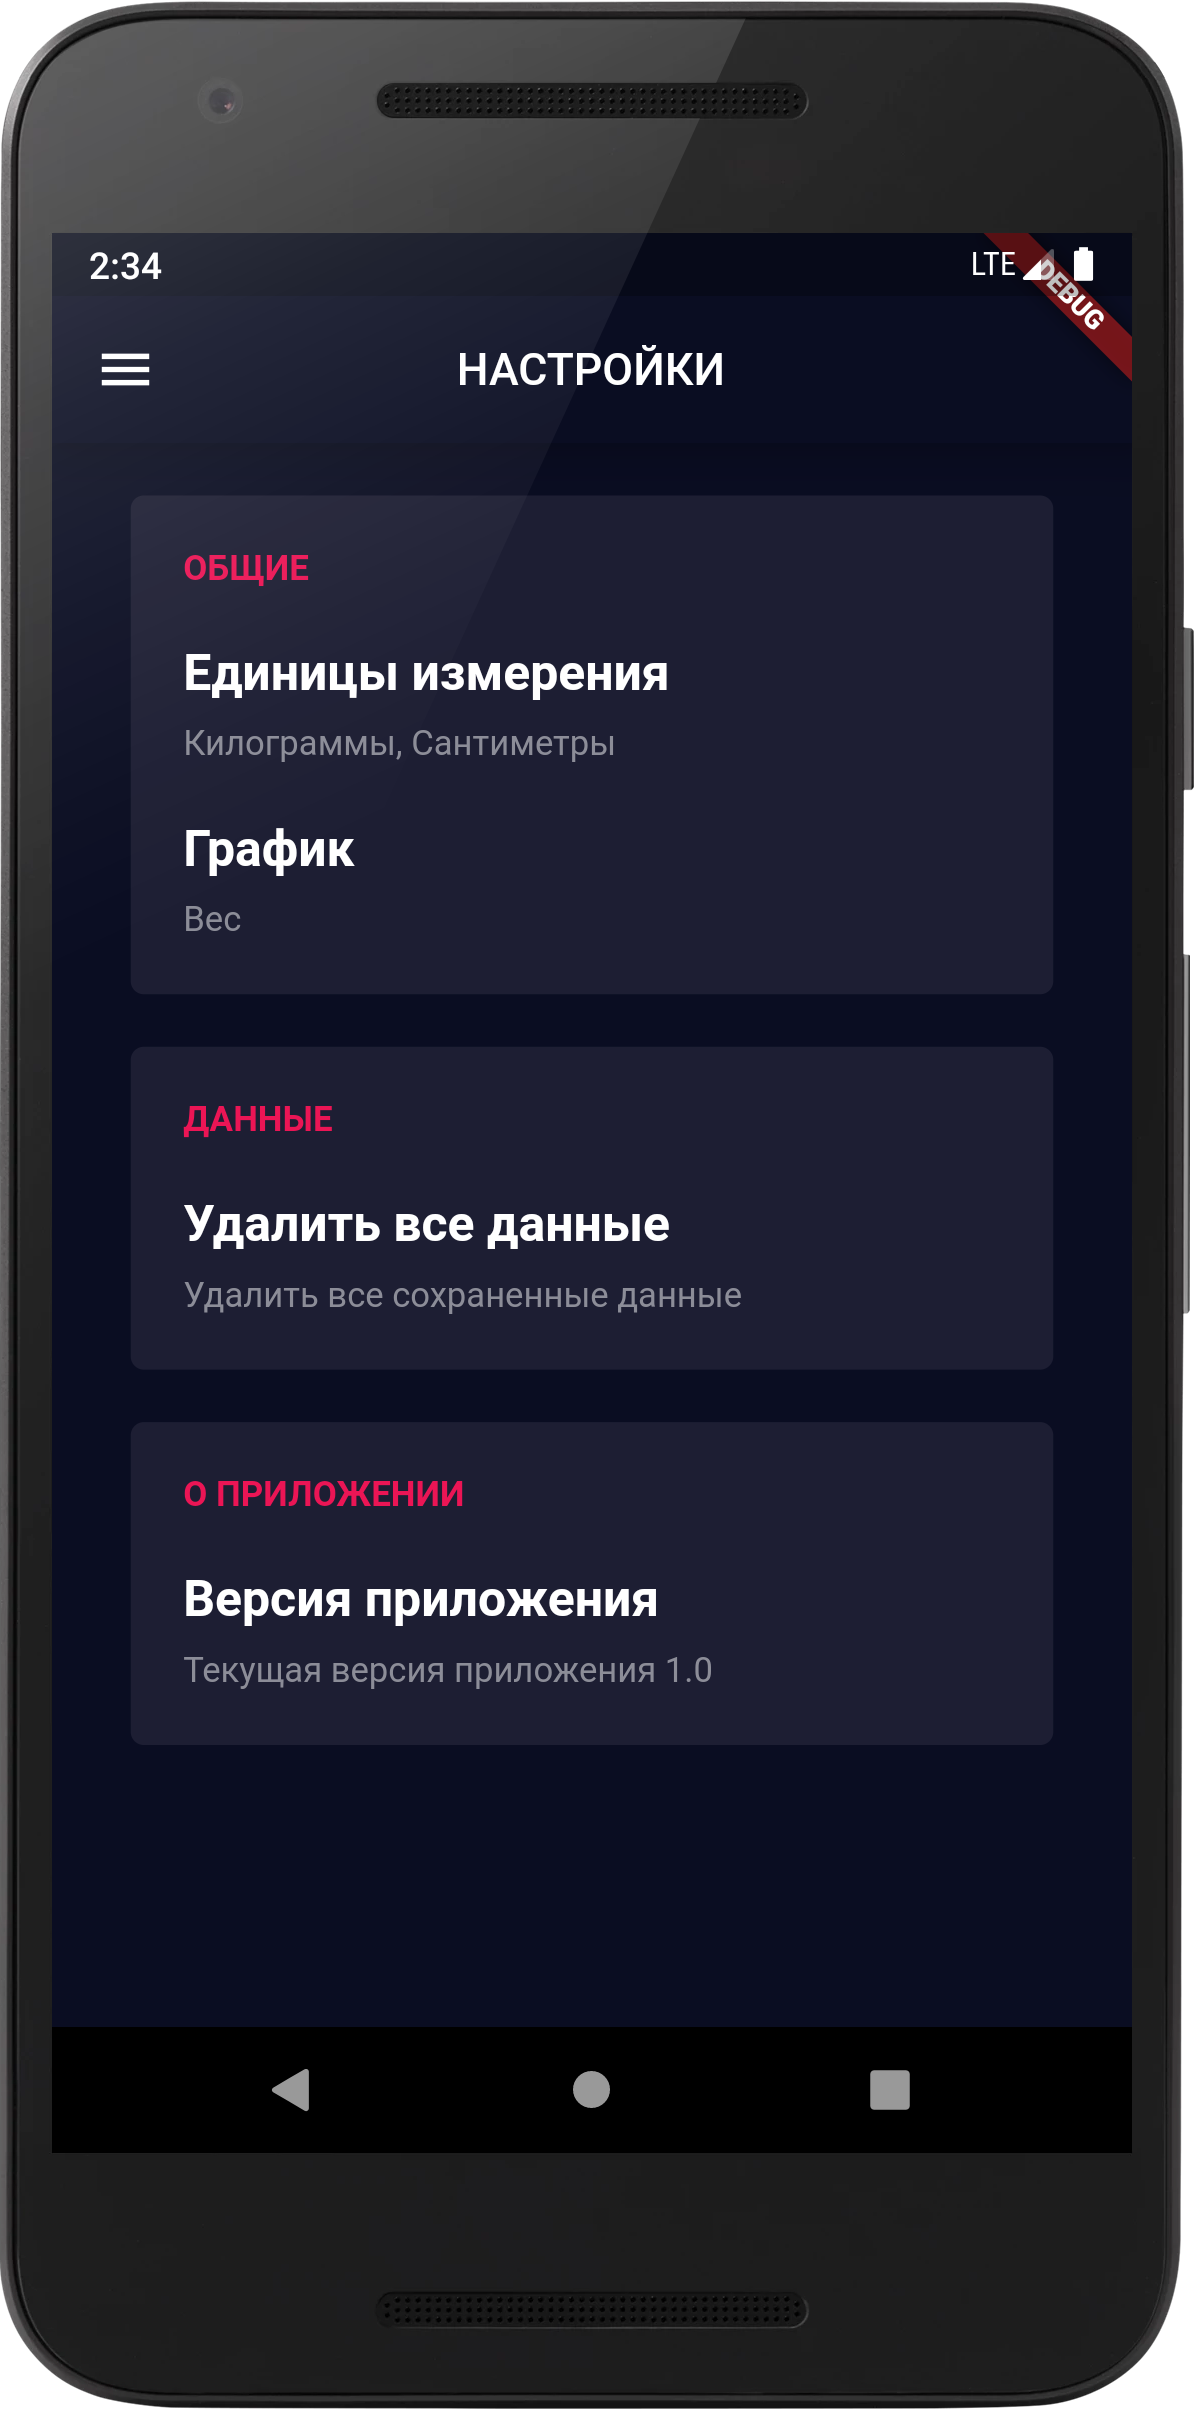 2:34
LTE
DEBUG
НАСТРОЙКИ
ОБЩИЕ
Единицы измерения
Килограммы, Сантиметры
График
Вес
ДАННЫЕ
Удалить все данные
Удалить все сохраненные данные
О ПРИЛОЖЕНИИ
Версия приложения
Текущая версия приложения 1.0